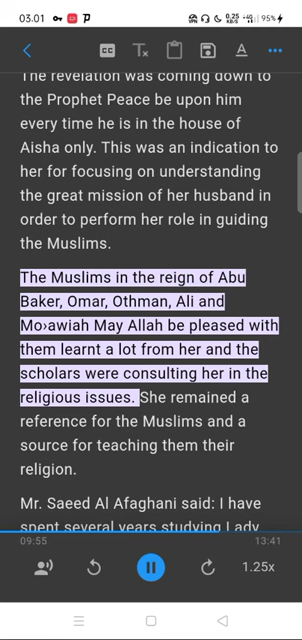 03.01
0.25 KB/S
4G
95%
CC
The revelation was coming down to
the Prophet Peace be upon him
every time he is in the house of
Aisha only. This was an indication to
her for focusing on understanding
the great mission of her husband in
order to perform her role in guiding
the Muslims.
The Muslims in the reign of Abu
Baker, Omar, Othman, Ali and
Mo›awiah May Allah be pleased with
them learnt a lot from her and the
scholars were consulting her in the
religious issues. She remained a
reference for the Muslims and a
source for teaching them their
religion.
Mr. Saeed Al Afaghani said: I have
spent several years studying Lady
09:55
13:41
1.25x